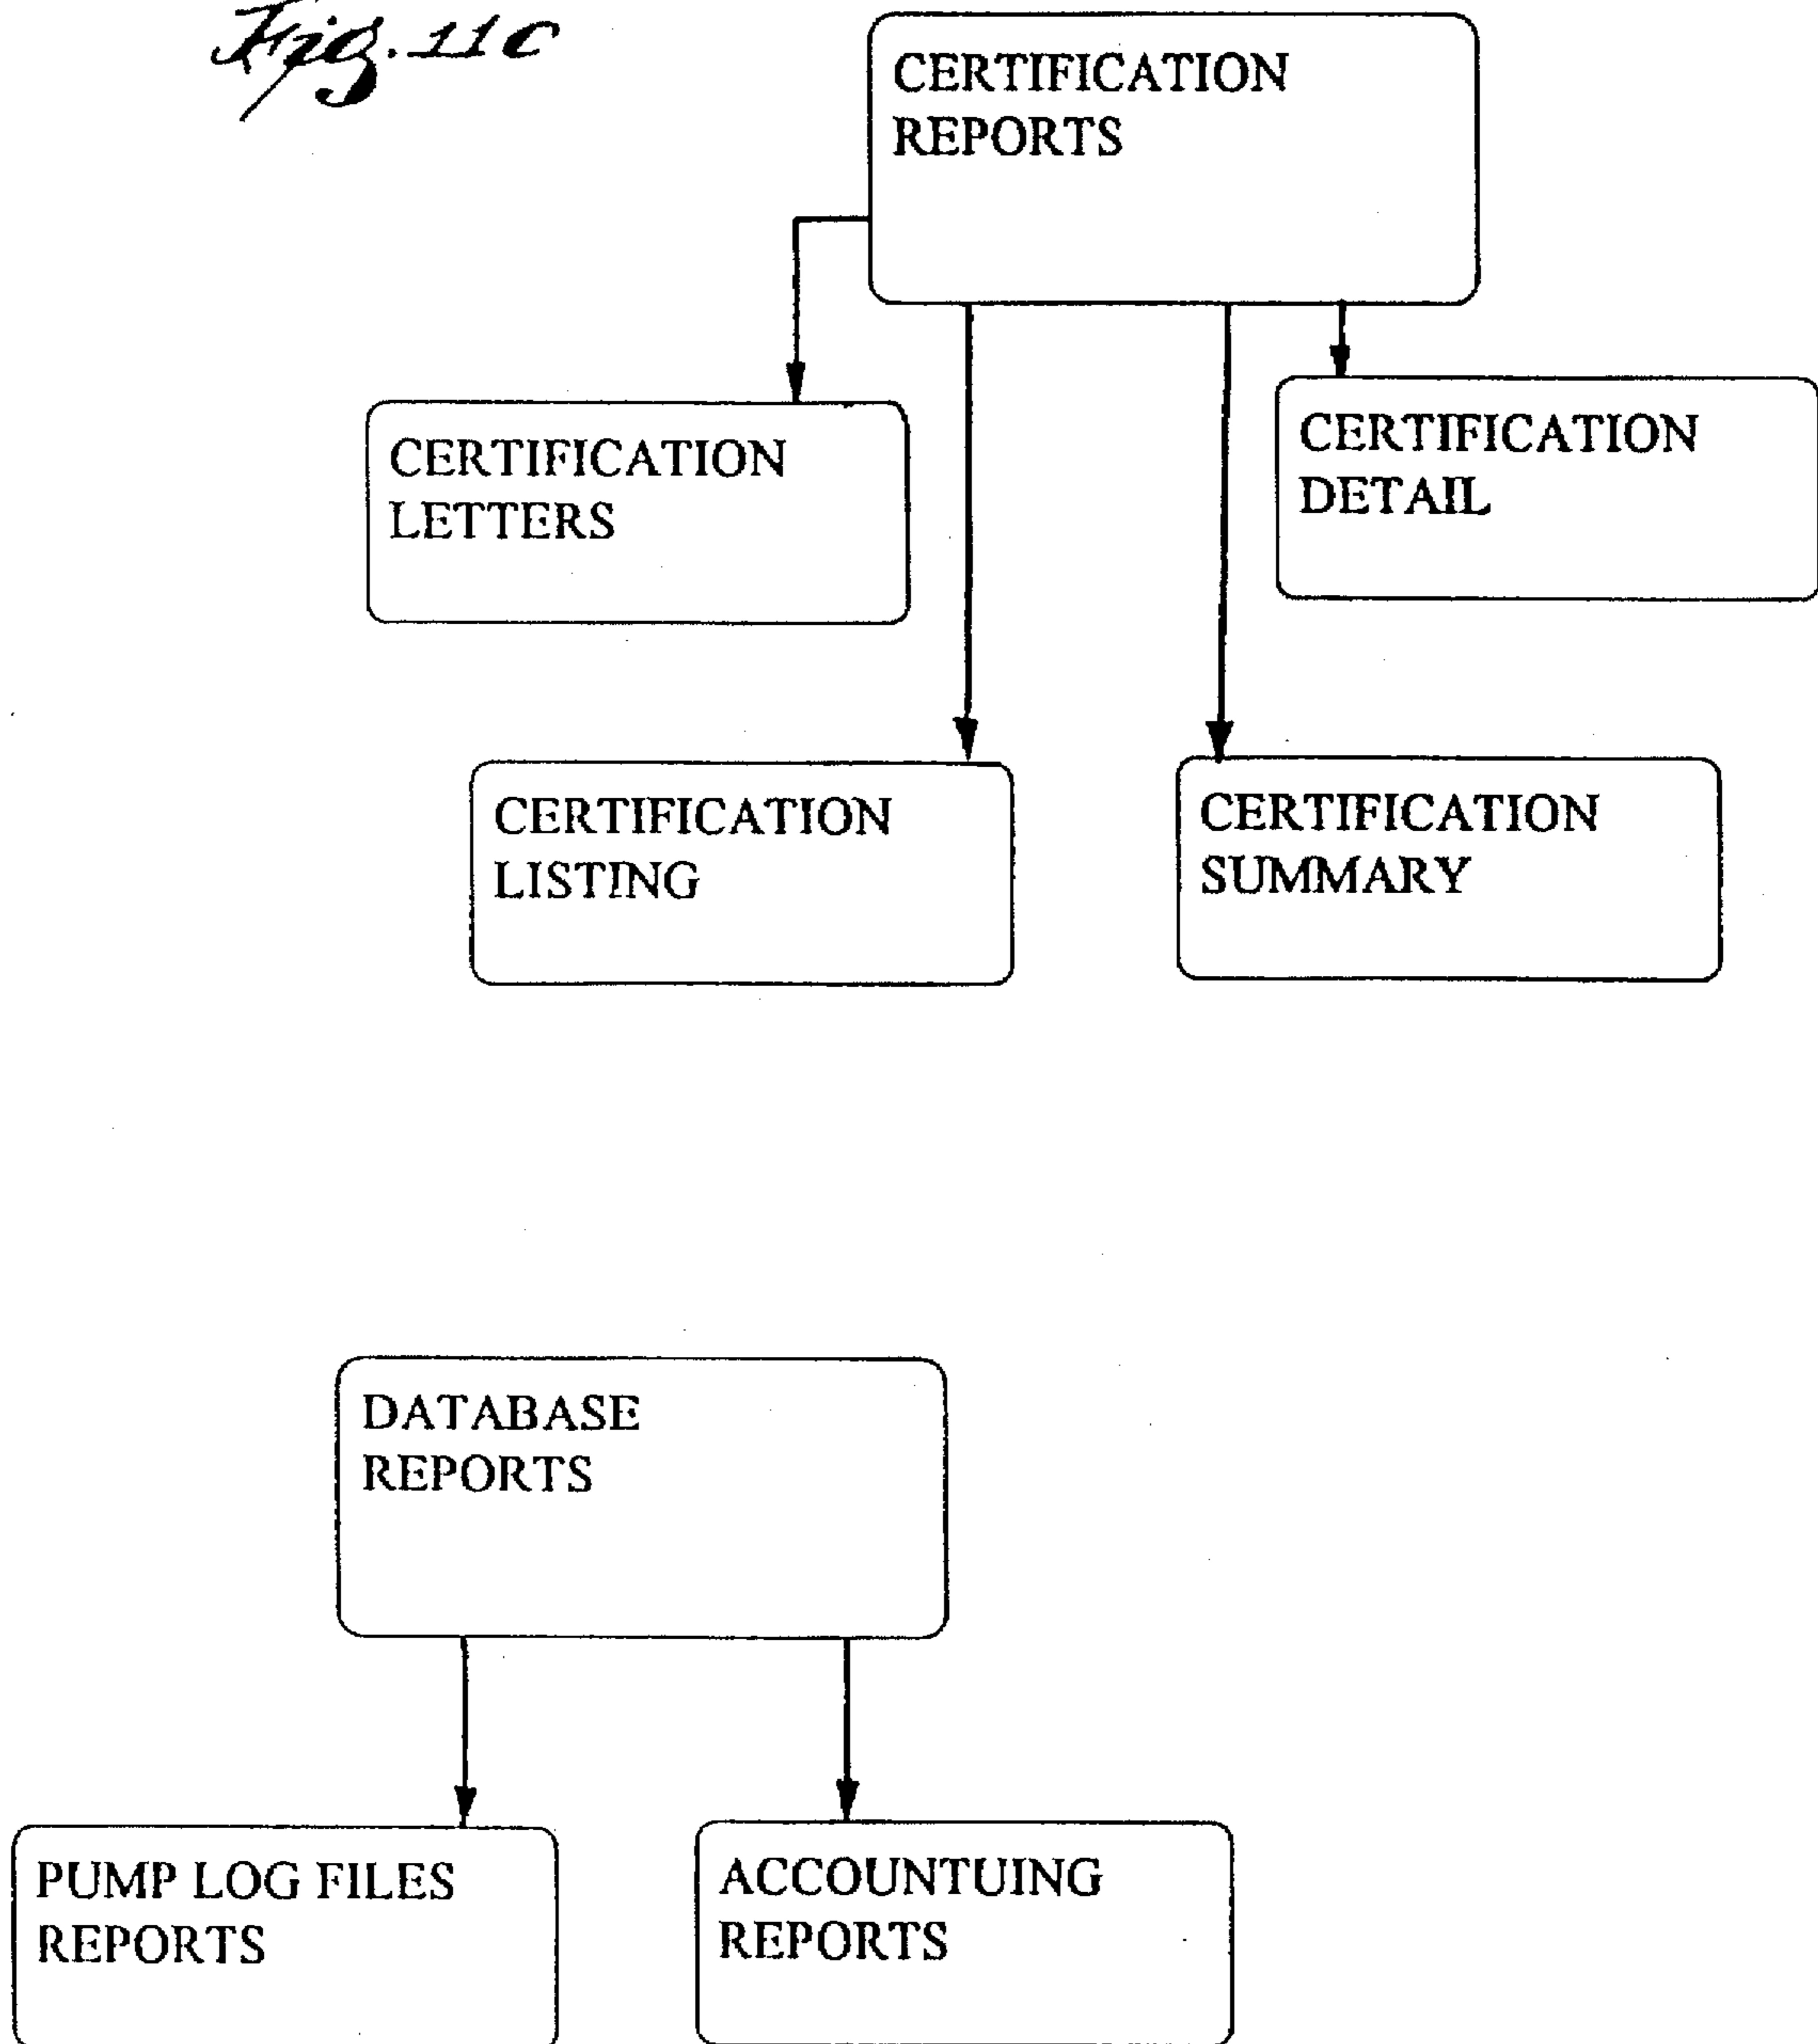 Fig. 11c
CERTIFICATION
REPORTS
CERTIFICATION
LETTERS
CERTIFICATION
DETAIL
CERTIFICATION
LISTING
CERTIFICATION
SUMMARY
DATABASE
REPORTS
PUMP LOG FILES
REPORTS
ACCOUNTUING
REPORTS